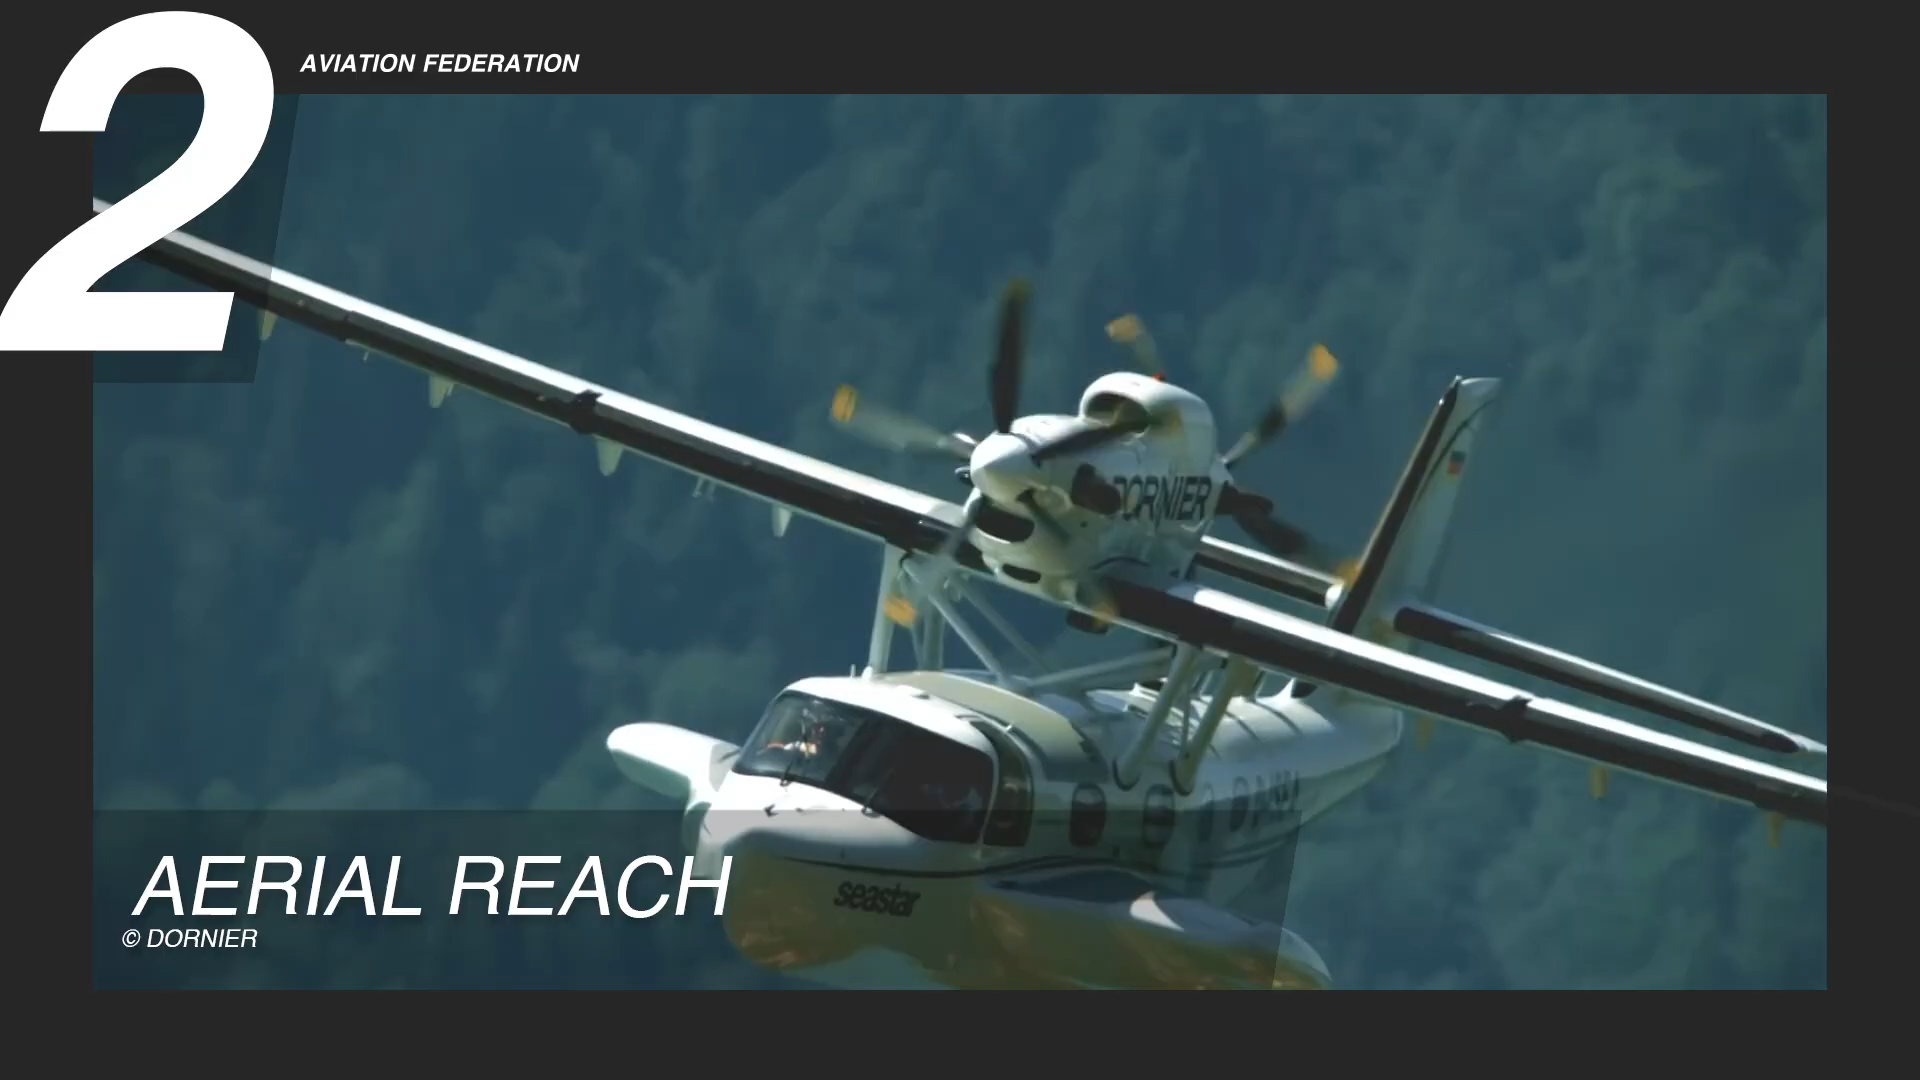 2
AVIATION FEDERATION
DORNIER
AERIAL REACH
seastar
© DORNIER